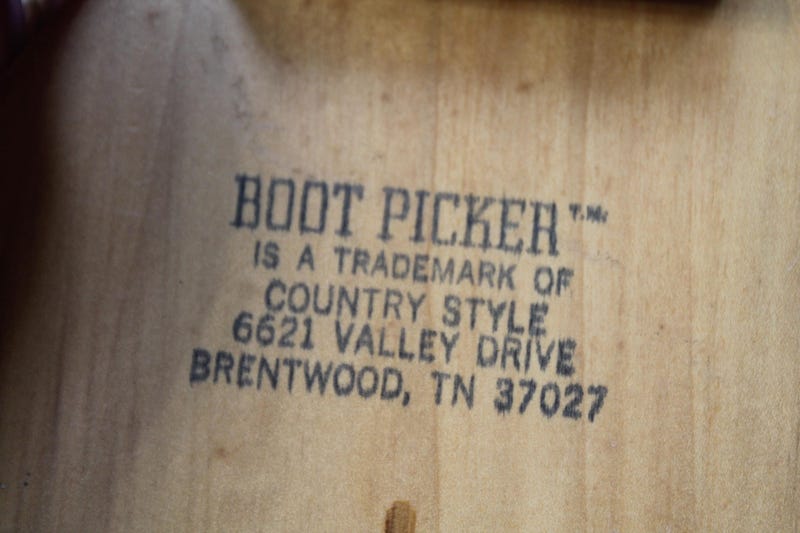 BOOT PICKER T.M.
IS A TRADEMARK OF
COUNTRY STYLE
6621 VALLEY DRIVE
BRENTWOOD, TN 37027